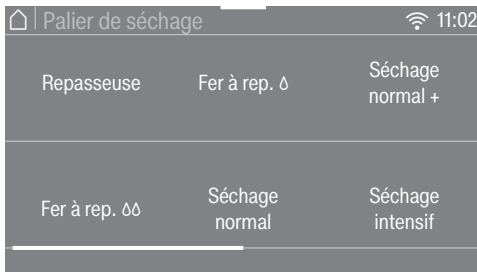 Palier de séchage 11:02
Repasseuse Fer à rep. Séchage
normal +
Fer à rep. Séchage
normal Séchage
intensif